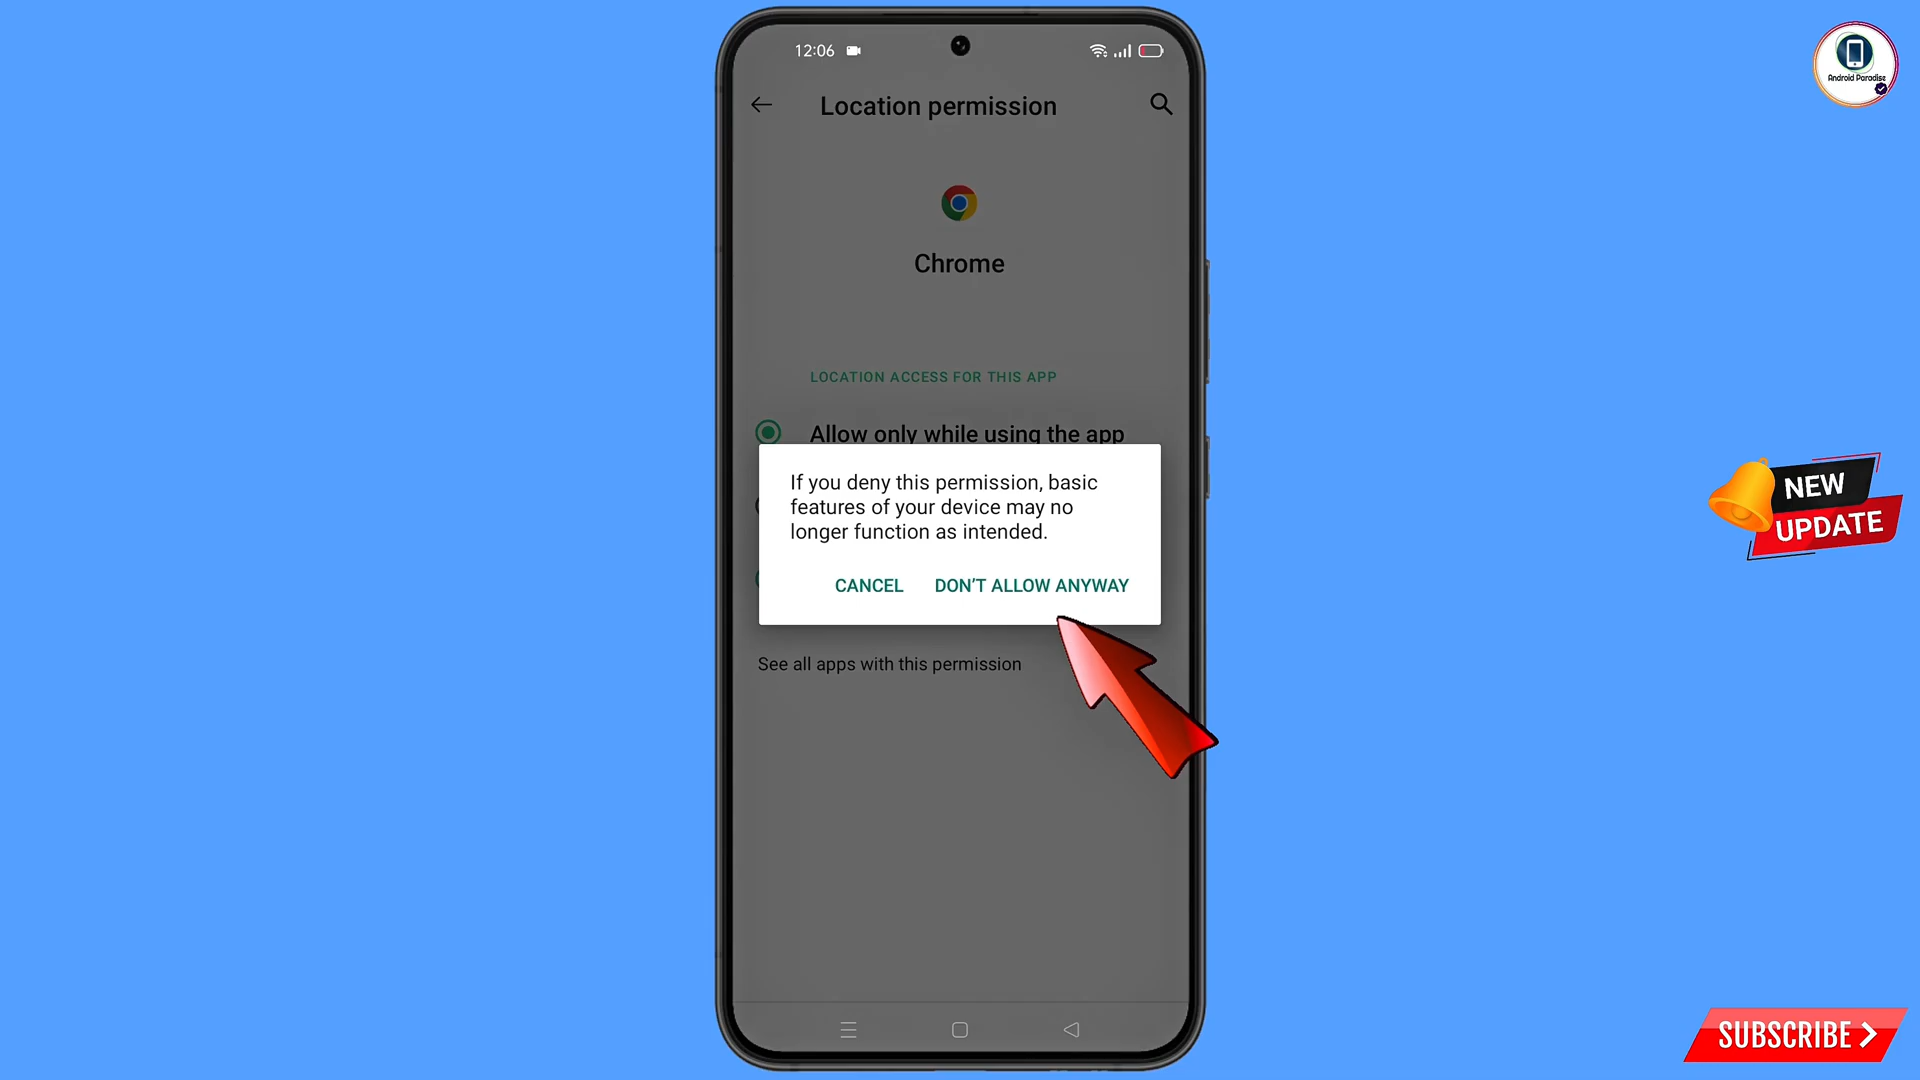 12:06
Android Paradise
Location permission
Chrome
LOCATION ACCESS FOR THIS APP
Allow only while using the app
If you deny this permission, basic
features of your device may no
longer function as intended.
CANCEL DON'T ALLOW ANYWAY
See all apps with this permission
NEW
UPDATE
SUBSCRIBE